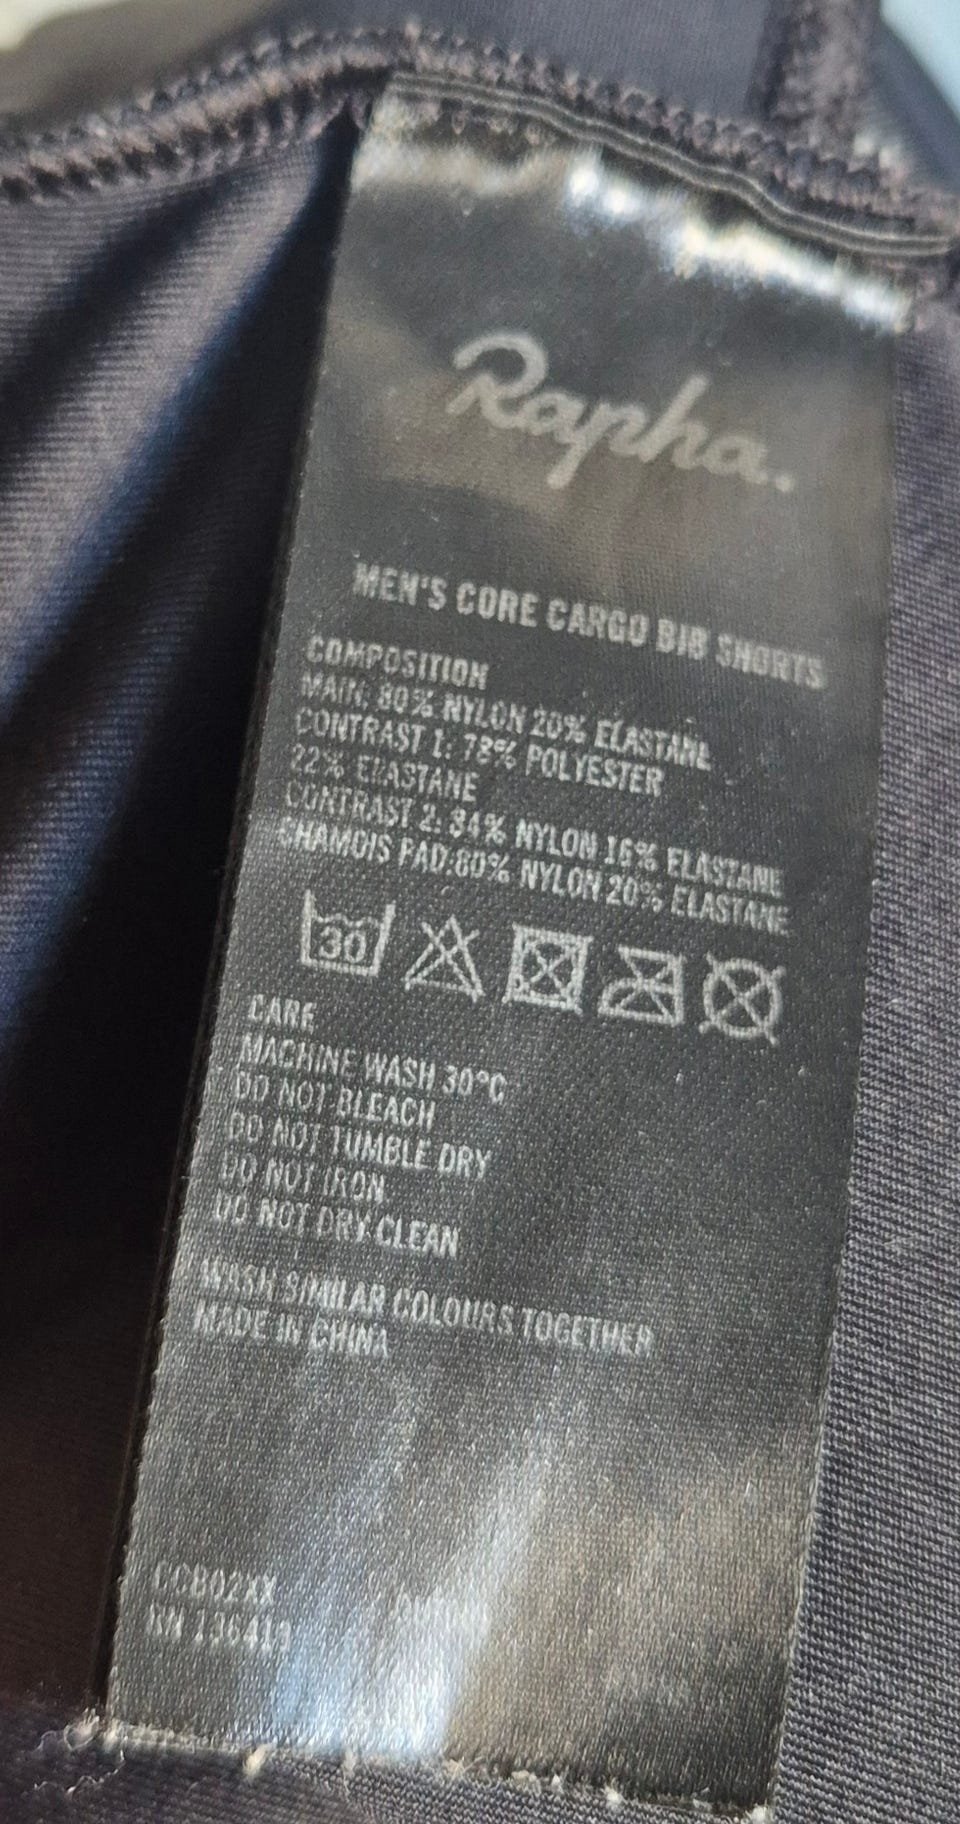 Rapha.
MEN'S CORE CARGO BIB SHORTS
COMPOSITION
MAIN: 80% NYLON 20% ELASTANE
CONTRAST 1: 78% POLYESTER
22% ELASTANE
CONTRAST 2: 84% NYLON 16% ELASTANE
CHAMOIS PAD:80% NYLON 20% ELASTANE
30
CARE
MACHINE WASH 30°C
DO NOT BLEACH
DO NOT TUMBLE DRY
DO NOT IRON
DO NOT DRY CLEAN
WASH SIMILAR COLOURS TOGETHER
MADE IN CHINA
CCB02XX
RN 136419